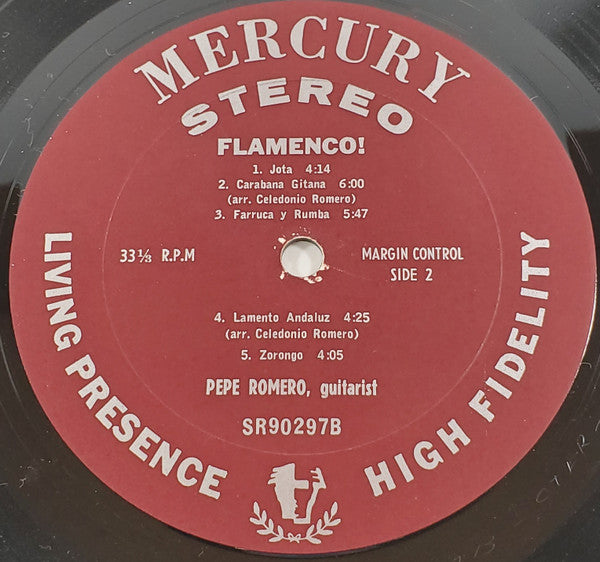 MERCURY
STEREO
FLAMENCO!
1. Jota 4:14
2. Carabana Gitana 6:00
(arr. Celedonio Romero)
3. Farruca y Rumba 5:47
33⅓ R.P.M
MARGIN CONTROL
SIDE 2
4. Lamento Andaluz 4:25
(arr. Celedonio Romero)
5. Zorongo 4:05
PEPE ROMERO, guitarist
SR90297B
LIVING PRESENCE
HIGH FIDELITY